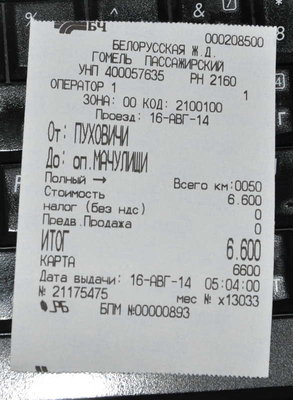 БЧ
000208500
БЕЛОРУССКАЯ Ж.Д
ГОМЕЛЬ ПАССАЖИРСКИЙ
УНП 400057635 РН 2160
ОПЕРАТОР 1 1
ЗОНА: 00 КОД: 2100100
Проезд: 16-АВГ-14
От: ПУХОВИЧИ
До: оп.МАЧУЛИЩИ
Полный → Всего км:0050
Стоимость 6.600
налог (без ндс) 0
Предв.Продажа 0
ИТОГ 6.600
КАРТА 6600
Дата выдачи: 16-АВГ-14 05:04:00
№ 21175475 мес № х13033
РБ БПМ №00000893